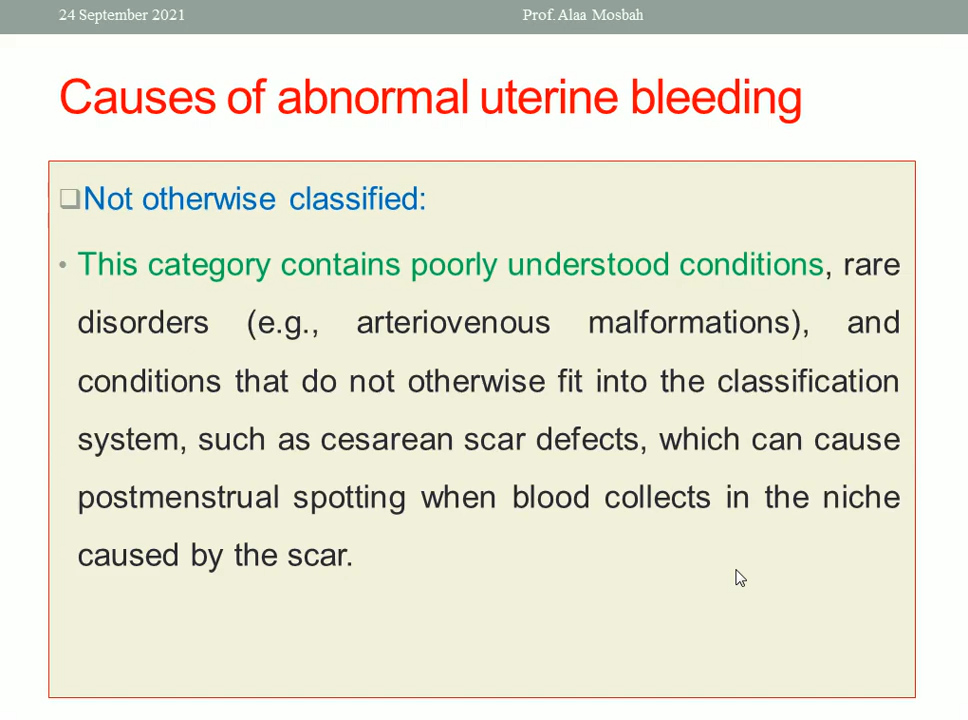 24 September 2021 Prof. Alaa Mosbah
Causes of abnormal uterine bleeding
❑Not otherwise classified:
• This category contains poorly understood conditions, rare
disorders (e.g., arteriovenous malformations), and
conditions that do not otherwise fit into the classification
system, such as cesarean scar defects, which can cause
postmenstrual spotting when blood collects in the niche
caused by the scar.